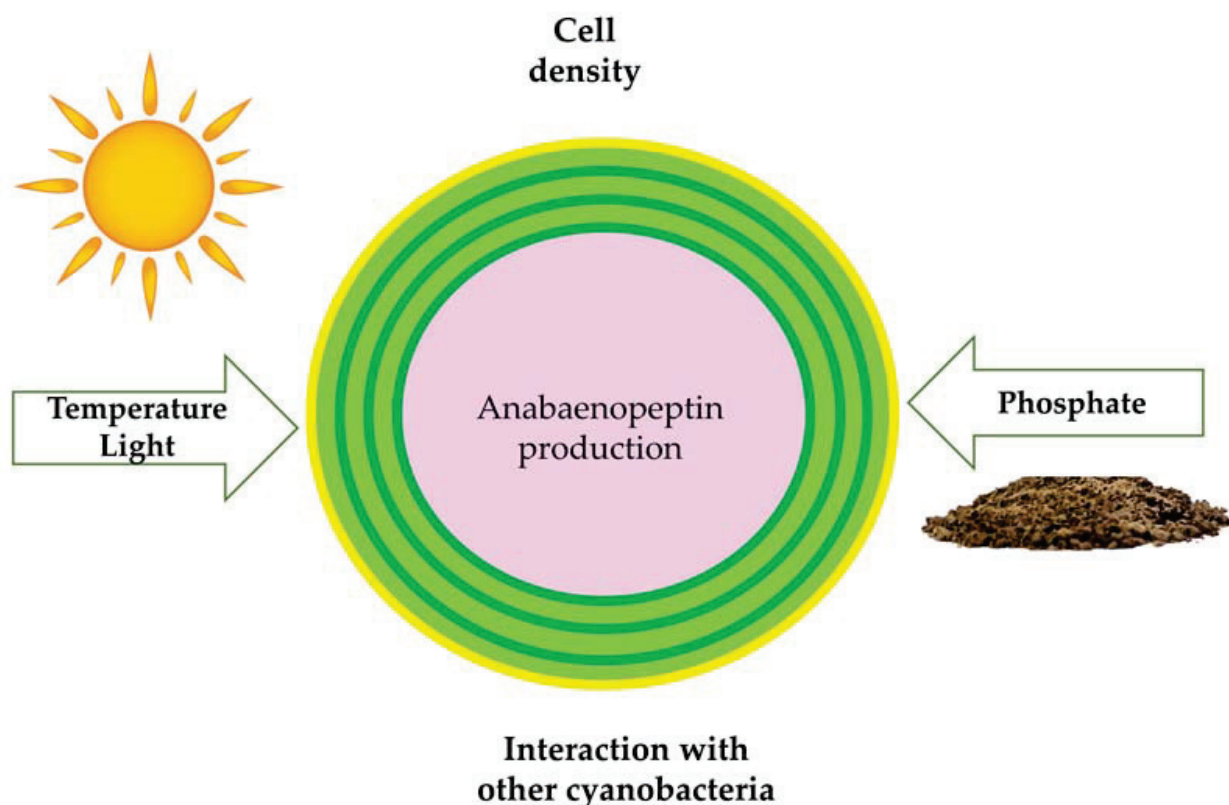 Cell
density
Temperature
Light
Anabaenopeptin
production
Phosphate
Interaction with
other cyanobacteria